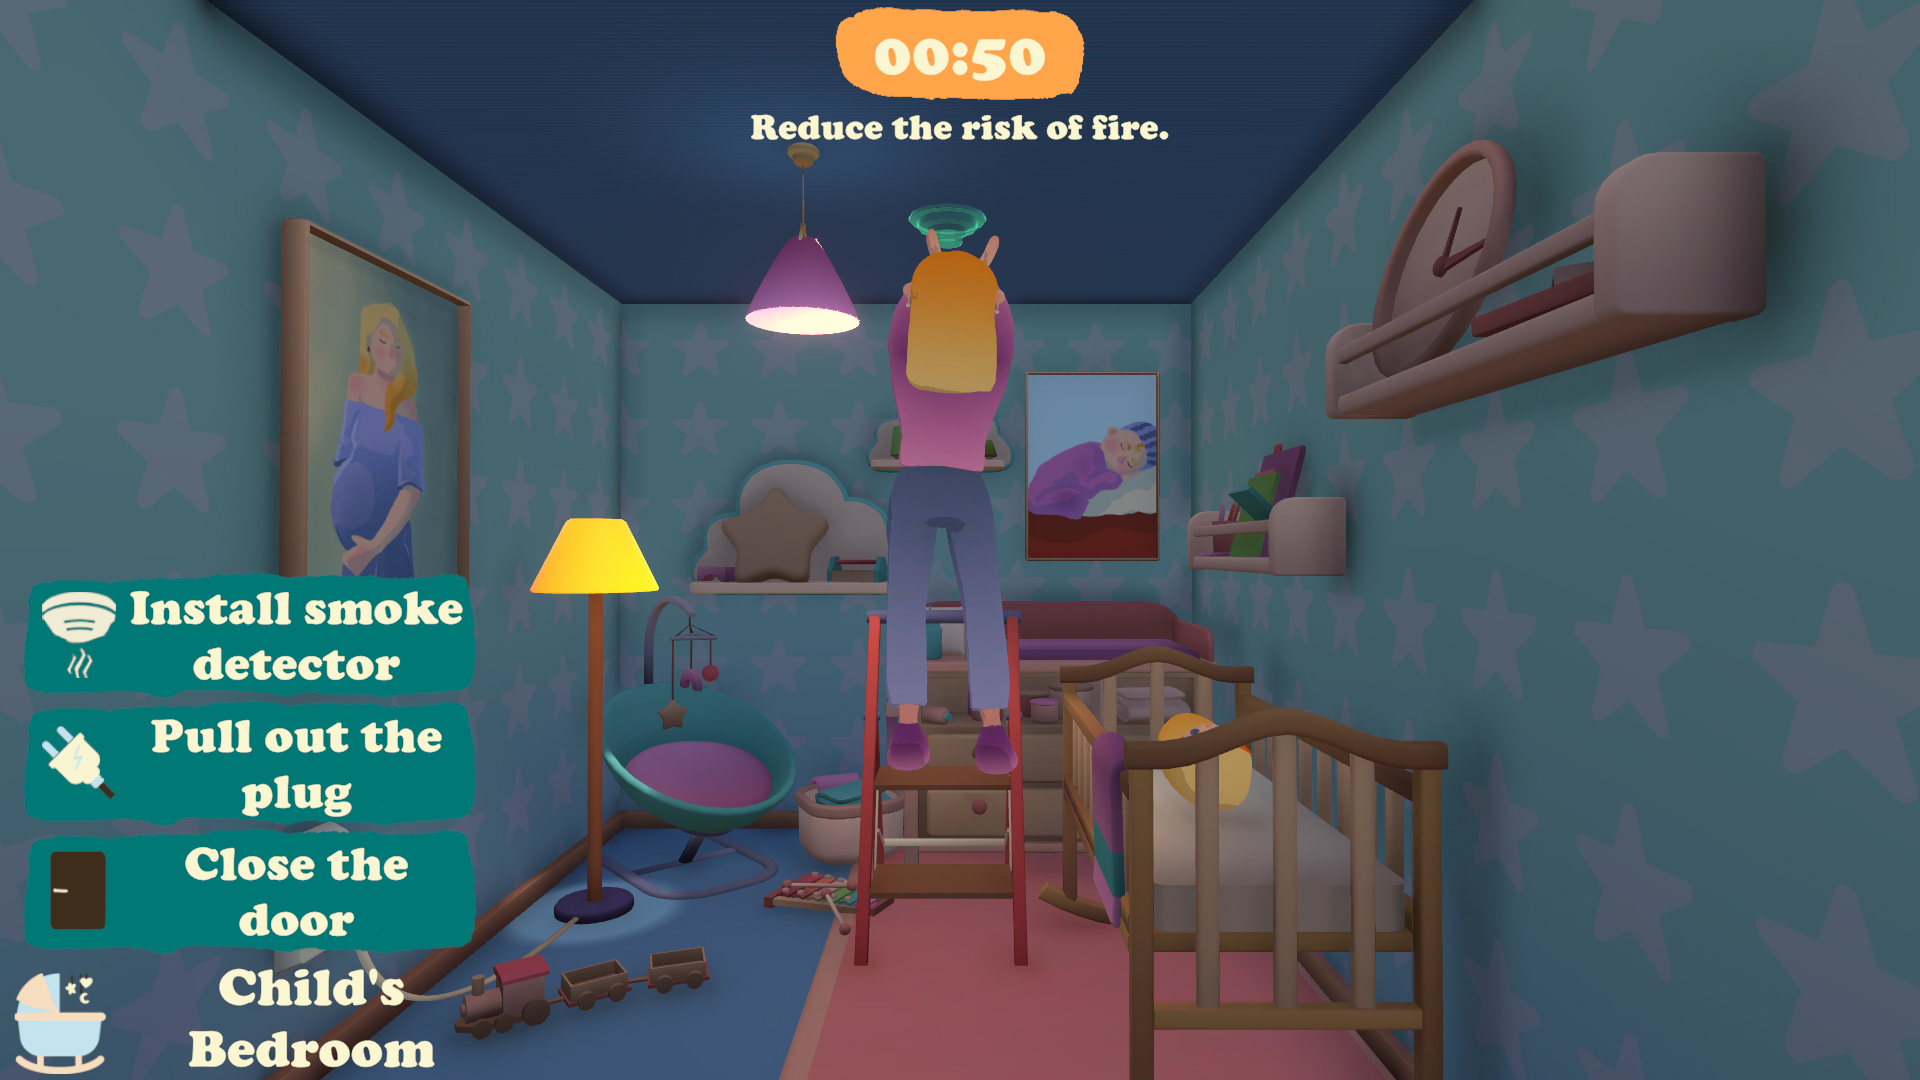 00:50
Reduce the risk of fire.
Install smoke
detector
Pull out the
plug
Close the
door
Child's
Bedroom